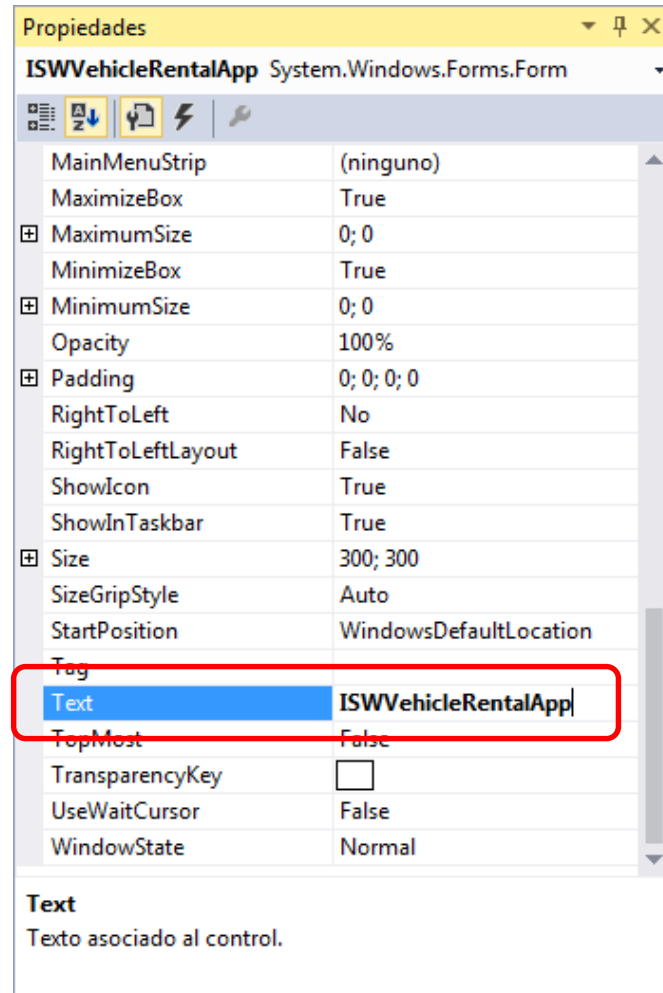 Propiedades
ISWVehicleRentalApp System.Windows.Forms.Form
MainMenuStrip (ninguno)
MaximizeBox True
MaximumSize 0; 0
MinimizeBox True
MinimumSize 0; 0
Opacity 100%
Padding 0; 0; 0; 0
RightToLeft No
RightToLeftLayout False
ShowIcon True
ShowInTaskbar True
Size 300; 300
SizeGripStyle Auto
StartPosition WindowsDefaultLocation
Tag
Text ISWVehicleRentalApp
TopMost False
TransparencyKey
UseWaitCursor False
WindowState Normal
Text
Texto asociado al control.